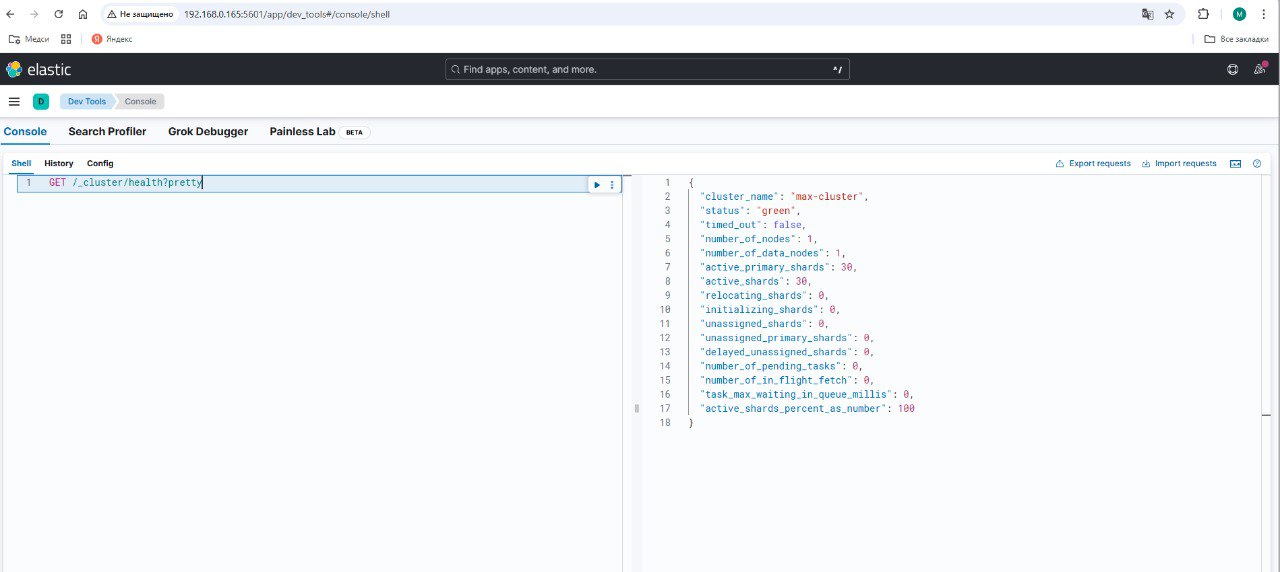 Не защищено 192.168.0.165:5601/app/dev_tools#/console/shell M
Медси Яндекс Все закладки
elastic Find apps, content, and more. ^/
D Dev Tools Console
Console Search Profiler Grok Debugger Painless Lab BETA
Shell History Config Export requests Import requests
1 GET /_cluster/health?pretty
1 {
2 "cluster_name": "max-cluster",
3 "status": "green",
4 "timed_out": false,
5 "number_of_nodes": 1,
6 "number_of_data_nodes": 1,
7 "active_primary_shards": 30,
8 "active_shards": 30,
9 "relocating_shards": 0,
10 "initializing_shards": 0,
11 "unassigned_shards": 0,
12 "unassigned_primary_shards": 0,
13 "delayed_unassigned_shards": 0,
14 "number_of_pending_tasks": 0,
15 "number_of_in_flight_fetch": 0,
16 "task_max_waiting_in_queue_millis": 0,
17 "active_shards_percent_as_number": 100
18 }